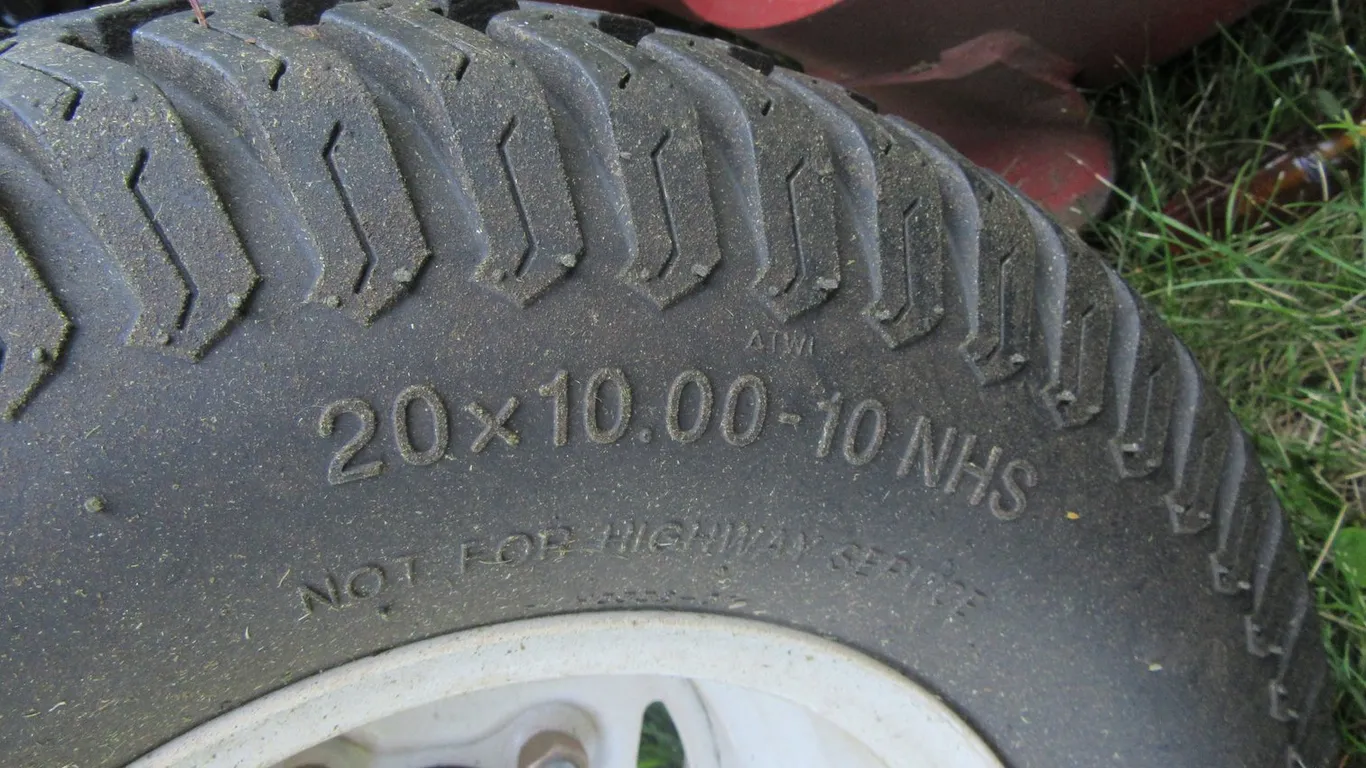 ATWI
20x10.00-10 NHS
NOT FOR HIGHWAY SERVICE